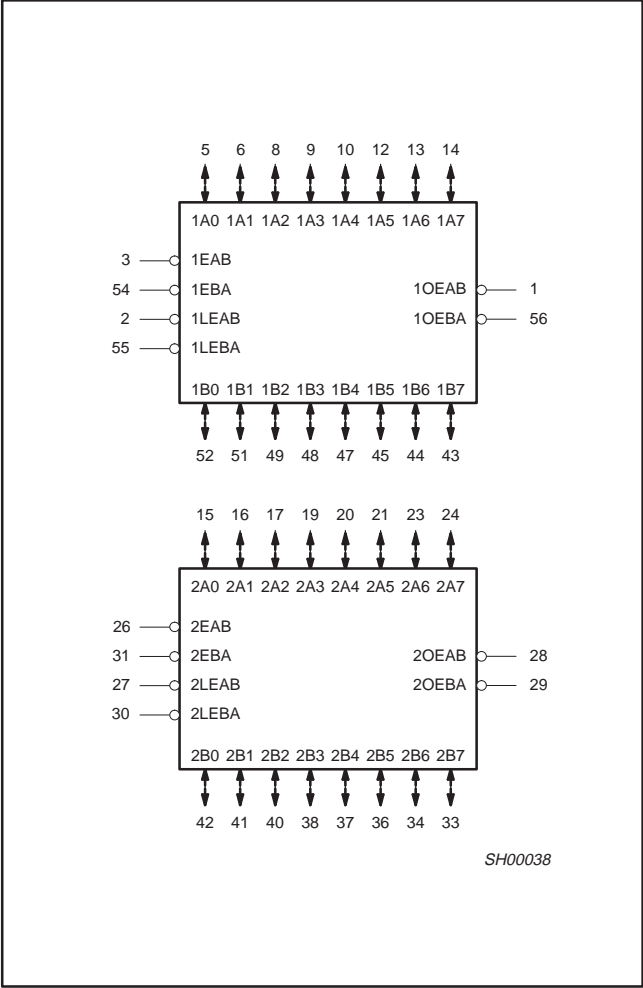 5 6 8 9 10 12 13 14
1A0 1A1 1A2 1A3 1A4 1A5 1A6 1A7
3 1EAB
54 1EBA 1OEAB 1
2 1LEAB 1OEBA 56
55 1LEBA
1B0 1B1 1B2 1B3 1B4 1B5 1B6 1B7
52 51 49 48 47 45 44 43
15 16 17 19 20 21 23 24
2A0 2A1 2A2 2A3 2A4 2A5 2A6 2A7
26 2EAB
31 2EBA 2OEAB 28
27 2LEAB 2OEBA 29
30 2LEBA
2B0 2B1 2B2 2B3 2B4 2B5 2B6 2B7
42 41 40 38 37 36 34 33
SH00038